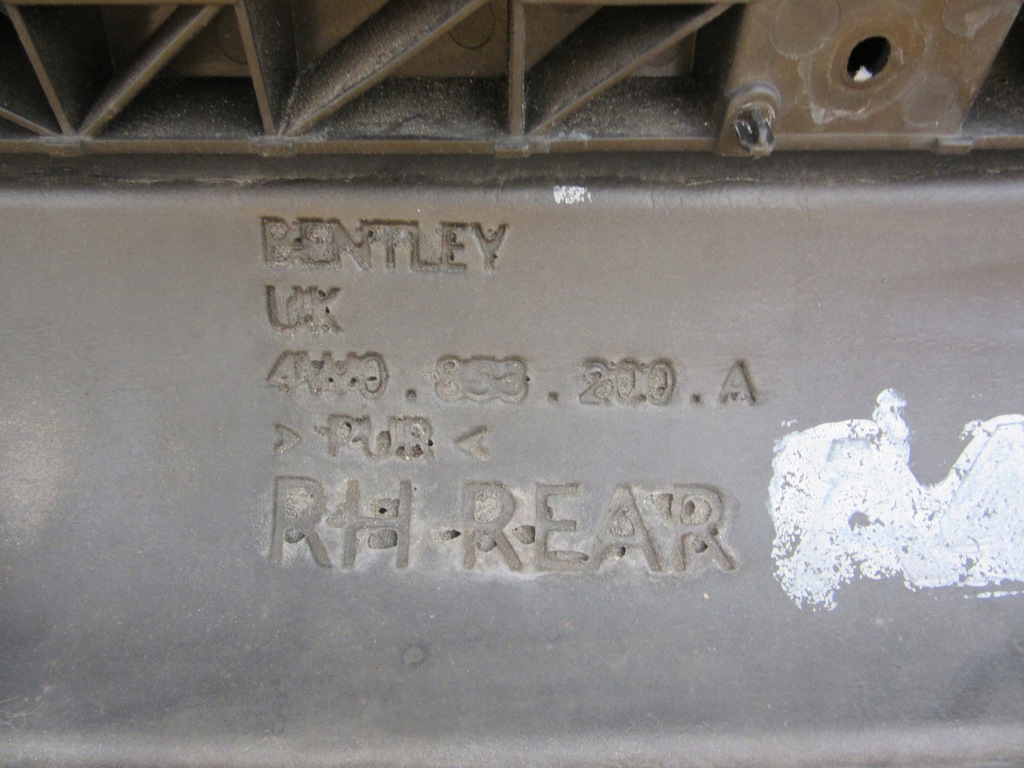 BENTLEY
UK
4W0.853.200.A
>PUR<
RH REAR